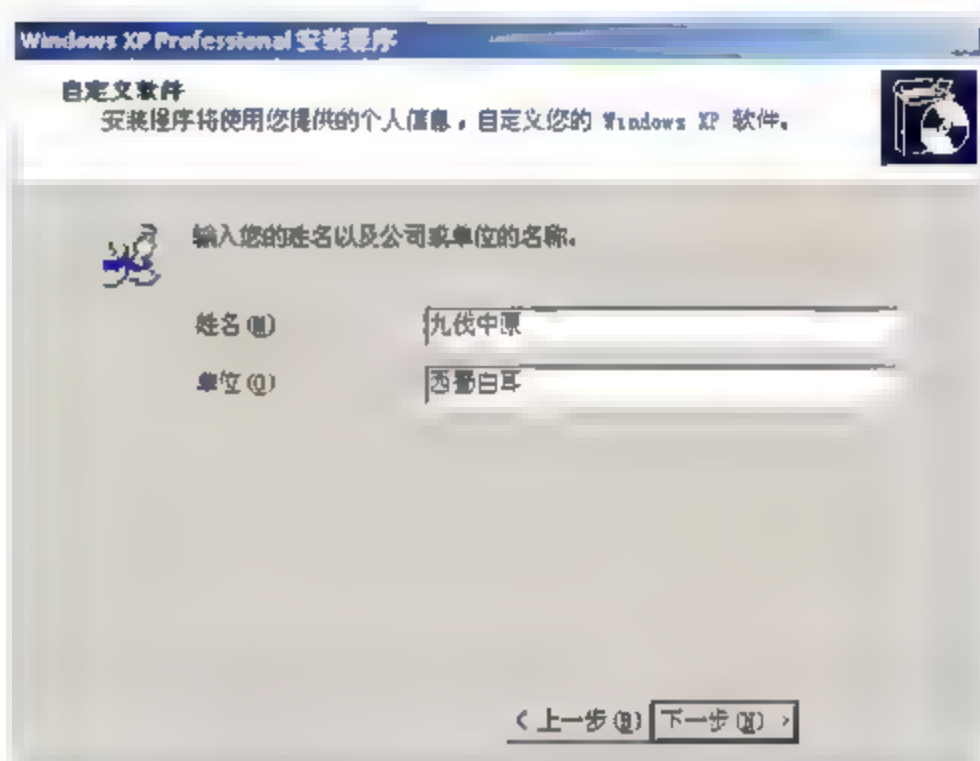 Windows XP Professional 安装程序
自定义软件
安装程序将使用您提供的个人信息，自定义您的 Windows XP 软件。
输入您的姓名以及公司或单位的名称。
姓名(M) 九伐中原
单位(O) 西蜀白耳
< 上一步(B) 下一步(N) >